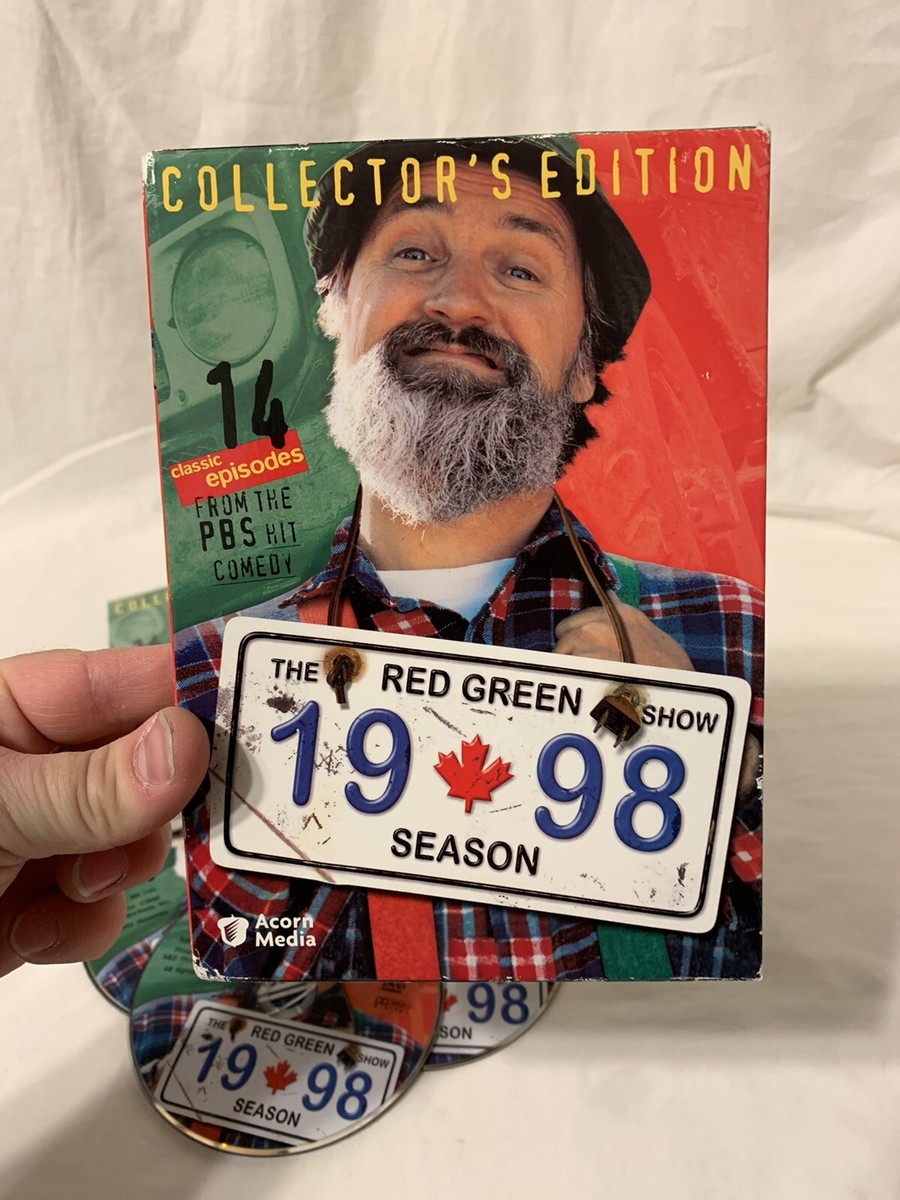 COLLECTOR'S EDITION
14
classic
episodes
FROM THE
PBS HIT
COMEDY
THE RED GREEN SHOW
19 98
SEASON
Acorn
Media
COLL
THE RED GREEN SHOW
19 98
SEASON
98
SON